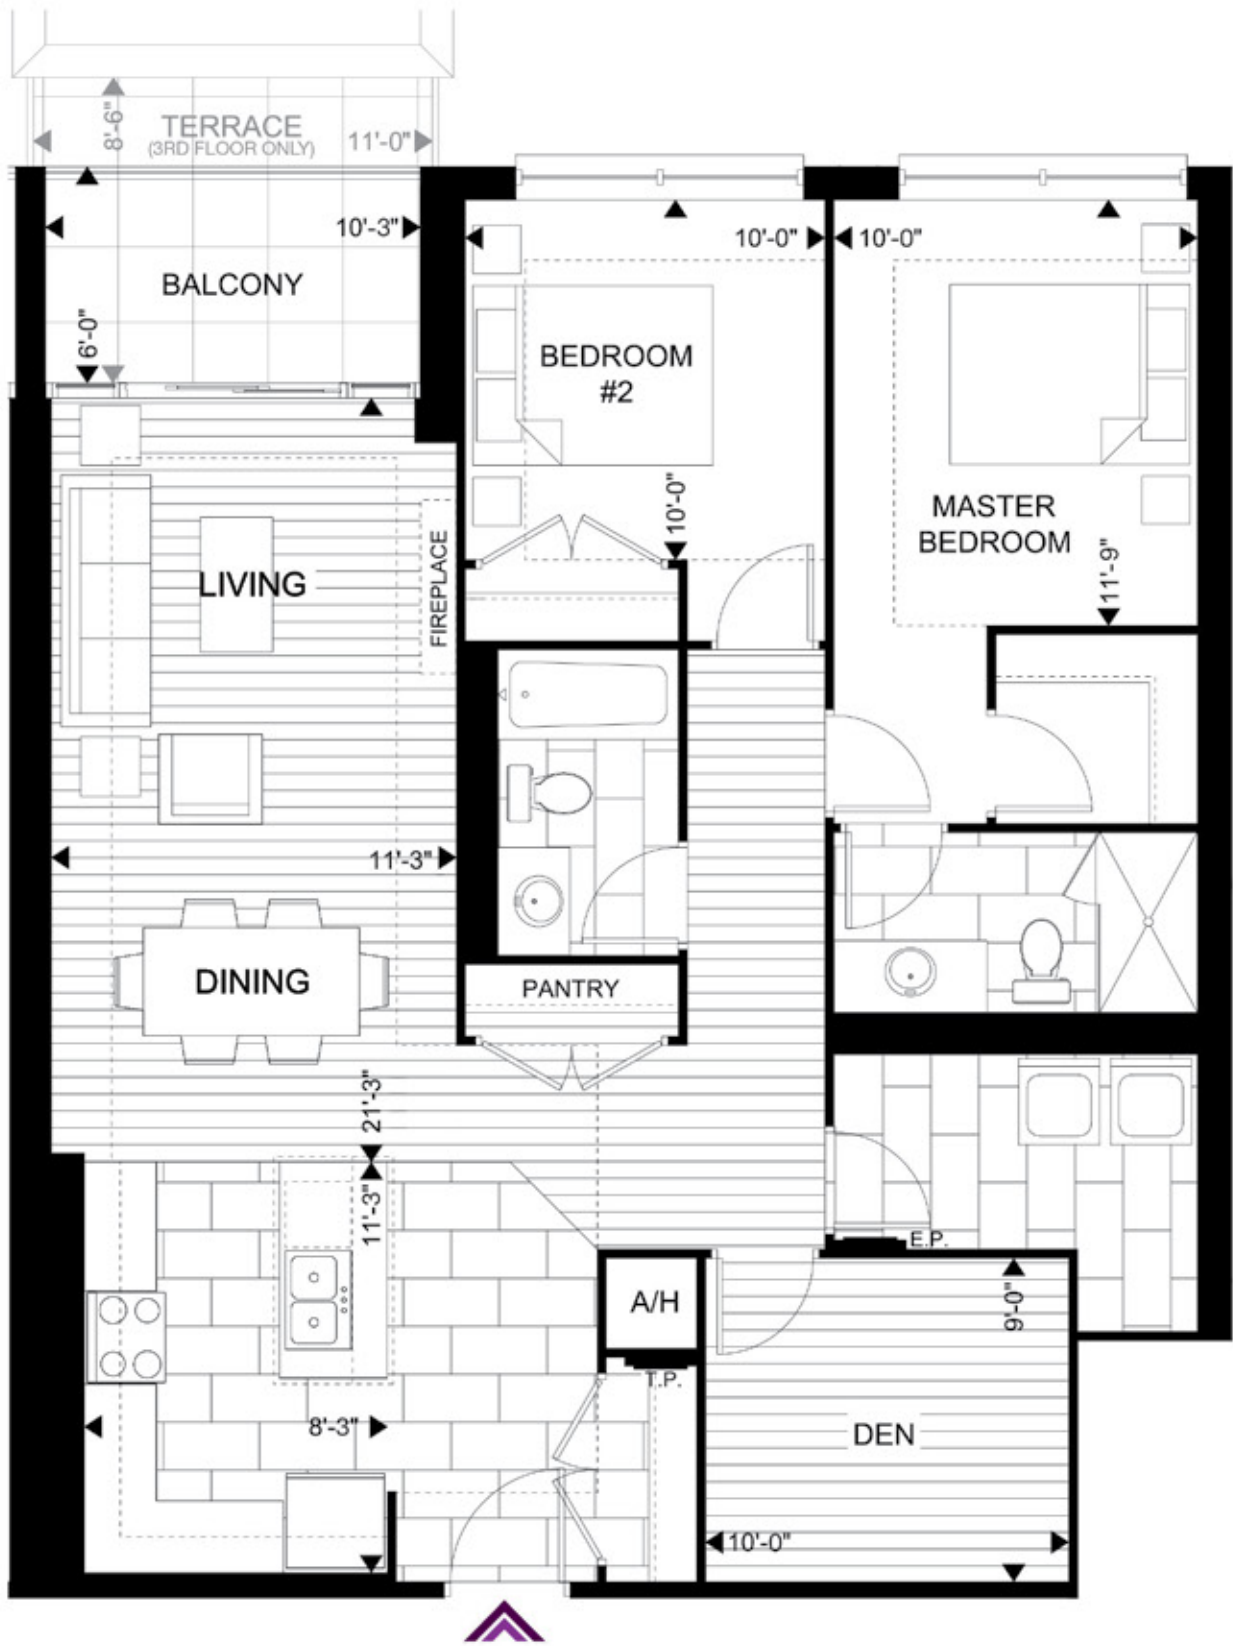 8'-6"
TERRACE
(3RD FLOOR ONLY)
11'-0"
10'-3"
BALCONY
6'-0"
10'-0"
10'-0"
BEDROOM
#2
10'-0"
MASTER
BEDROOM
11'-9"
LIVING
FIREPLACE
11'-3"
DINING
PANTRY
21'-3"
11'-3"
E.P.
A/H
9'-0"
T.P.
8'-3"
DEN
10'-0"